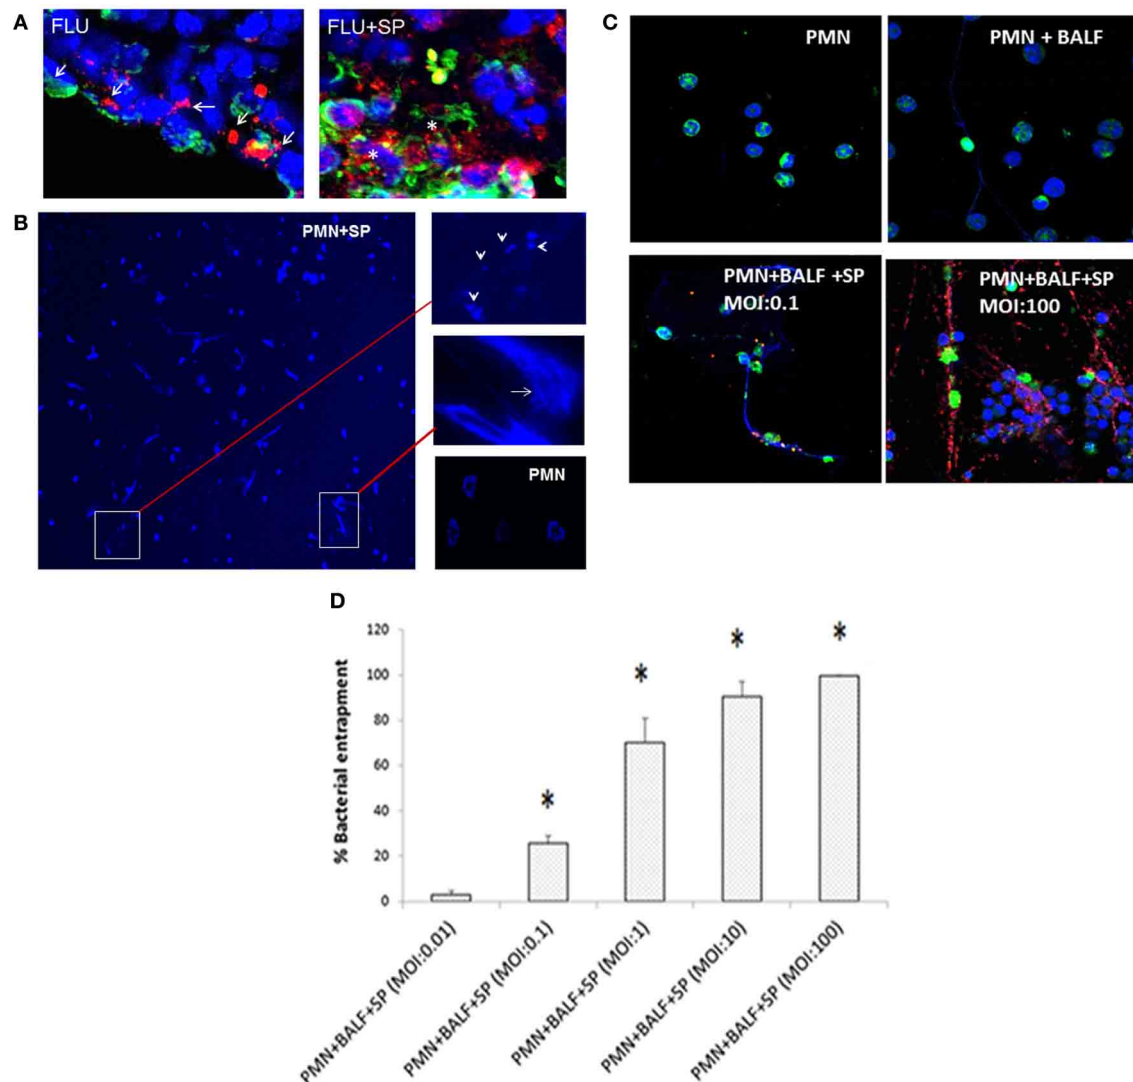 A
FLU
FLU+SP
*
*
B
PMN+SP
PMN
C
PMN
PMN + BALF
PMN+BALF +SP
MOI:0.1
PMN+BALF+SP
MOI:100
D
% Bacterial entrapment
120
100
80
60
40
20
0
*
*
*
*
PMN+BALF+SP (MOI:0.01)
PMN+BALF+SP (MOI:0.1)
PMN+BALF+SP (MOI:1)
PMN+BALF+SP (MOI:10)
PMN+BALF+SP (MOI:100)